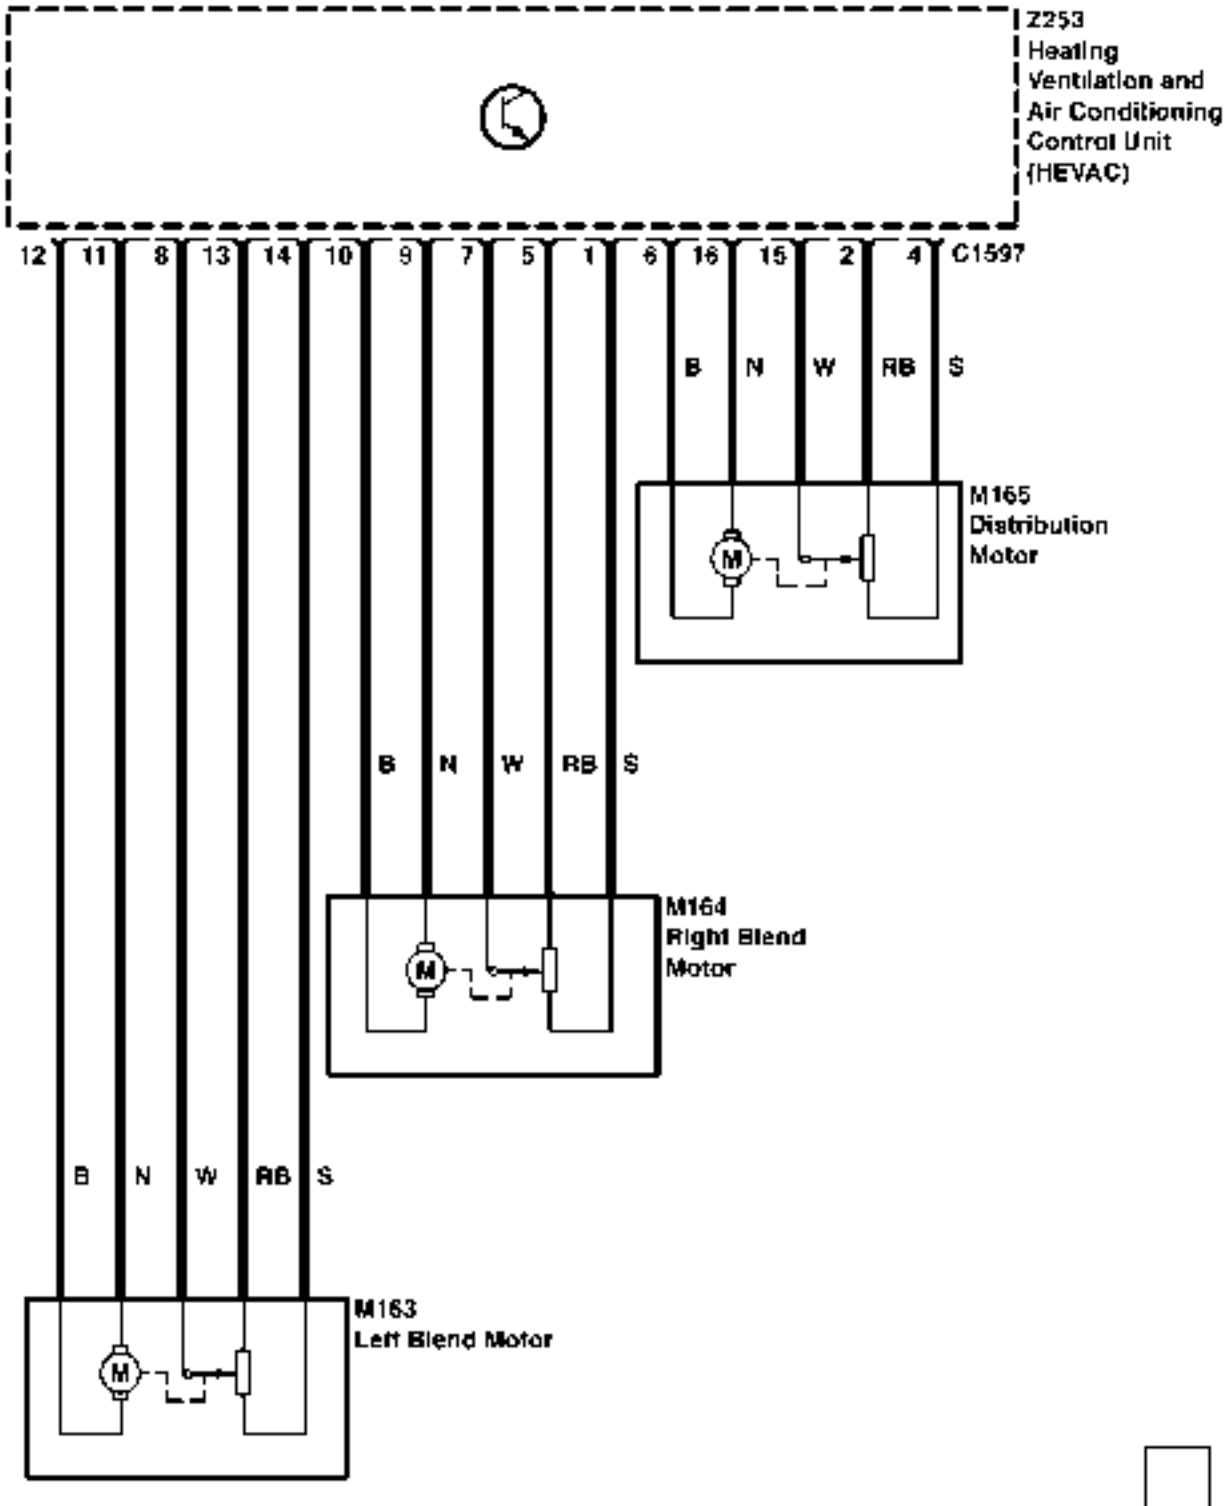 Z253
Heating
Ventilation and
Air Conditioning
Control Unit
(HEVAC)
12 11 8 13 14 10 9 7 5 1 6 16 15 2 4 C1597
B N W RB S
M165
Distribution
Motor
M
B N W RB S
M164
Right Blend
Motor
M
B N W RB S
M163
Left Blend Motor
M